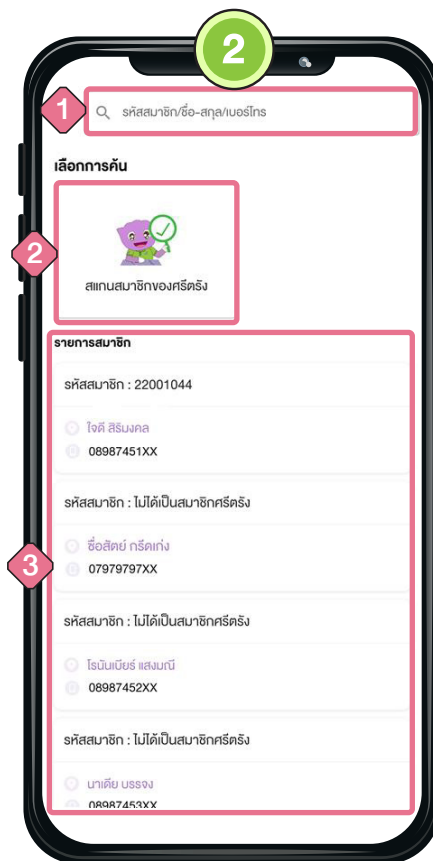 2
1
รหัสสมาชิก/ชื่อ-สกุล/เบอร์โทร
เลือกการค้น
2
สแกนสมาชิกของศรีตรัง
รายการสมาชิก
รหัสสมาชิก : 22001044
ใจดี สิริมงคล
08987451XX
รหัสสมาชิก : ไม่ได้เป็นสมาชิกศรีตรัง
ซื่อสัตย์ กรีดเก่ง
07979797XX
3
รหัสสมาชิก : ไม่ได้เป็นสมาชิกศรีตรัง
โรนันเบียร์ แสงมณี
08987452XX
รหัสสมาชิก : ไม่ได้เป็นสมาชิกศรีตรัง
นาเดีย บรรจง
08987453XX